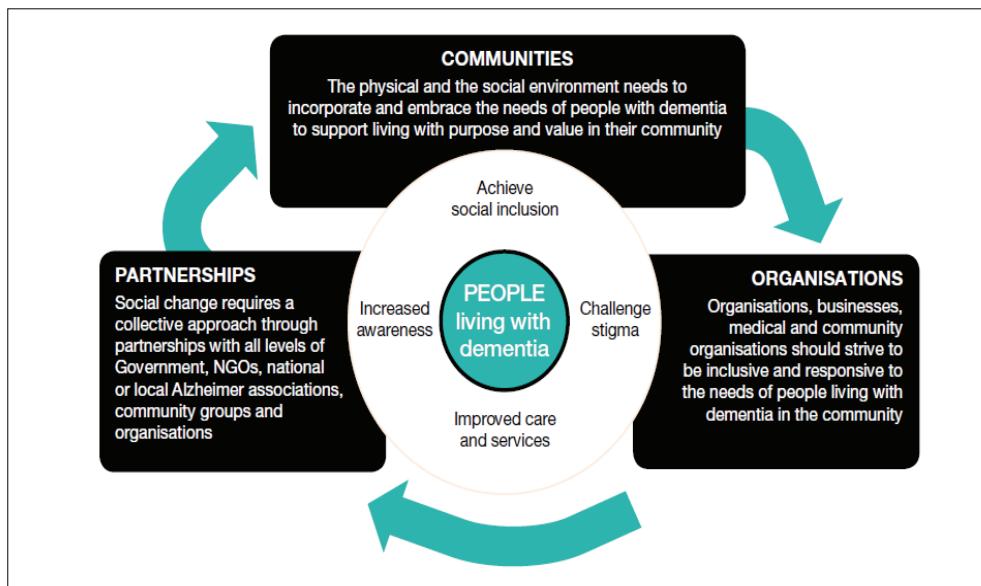 COMMUNITIES
The physical and the social environment needs to
incorporate and embrace the needs of people with dementia
to support living with purpose and value in their community
Achieve
social inclusion
PARTNERSHIPS
Social change requires a
collective approach through
partnerships with all levels of
Government, NGOs, national
or local Alzheimer associations,
community groups and
organisations
Increased
awareness
PEOPLE
living with
dementia
Challenge
stigma
Improved care
and services
ORGANISATIONS
Organisations, businesses,
medical and community
organisations should strive to
be inclusive and responsive to
the needs of people living with
dementia in the community